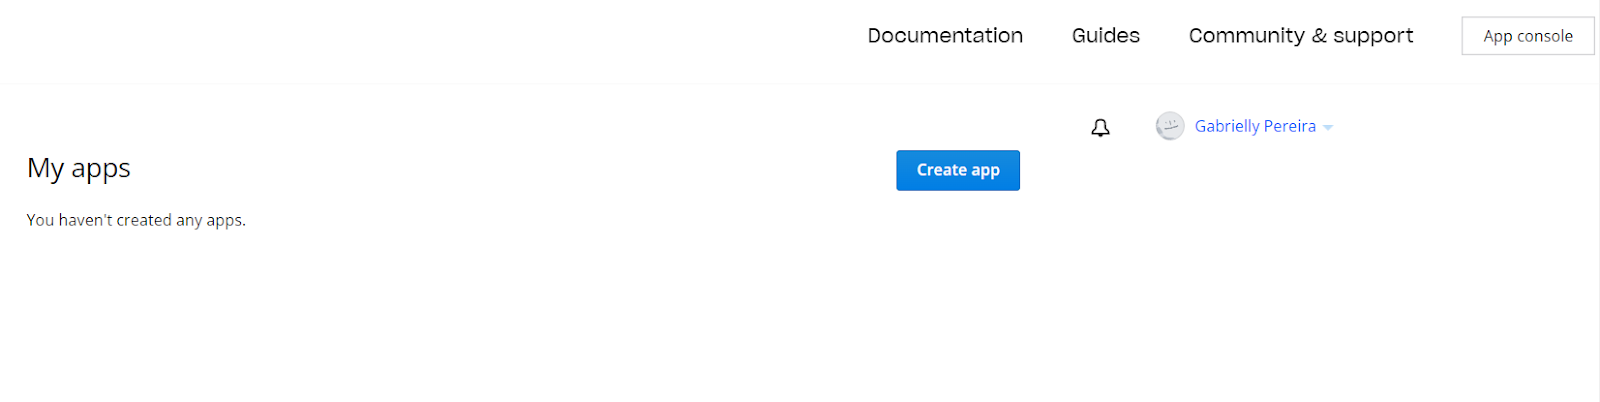 Documentation Guides Community & support App console
Gabrielly Pereira
My apps Create app
You haven't created any apps.